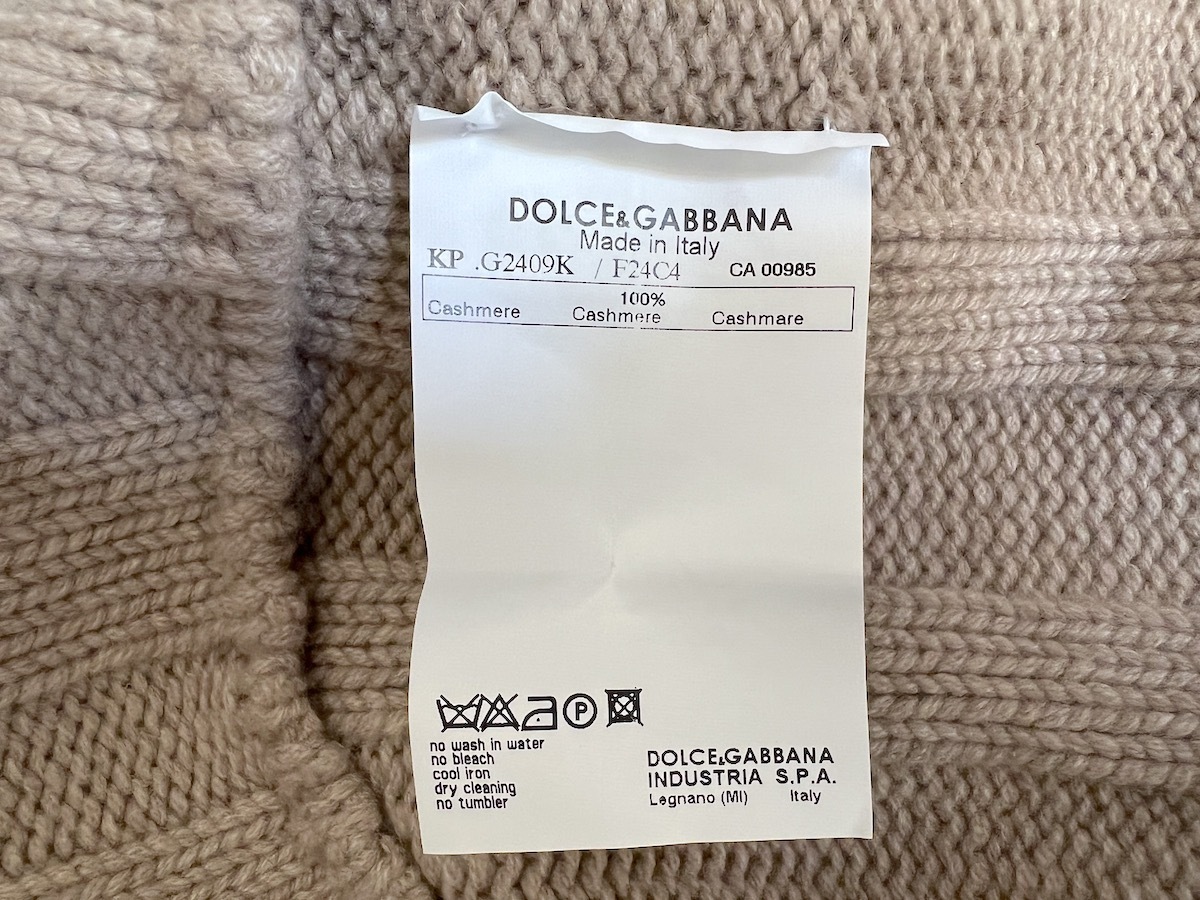 DOLCE&GABBANA
Made in Italy
KP .G2409K / F24C4 CA 00985
100%
Cashmere Cashmere Cashmare
P
no wash in water
no bleach
cool iron
dry cleaning
no tumbler
DOLCE&GABBANA
INDUSTRIA S.P.A.
Legnano (MI) Italy